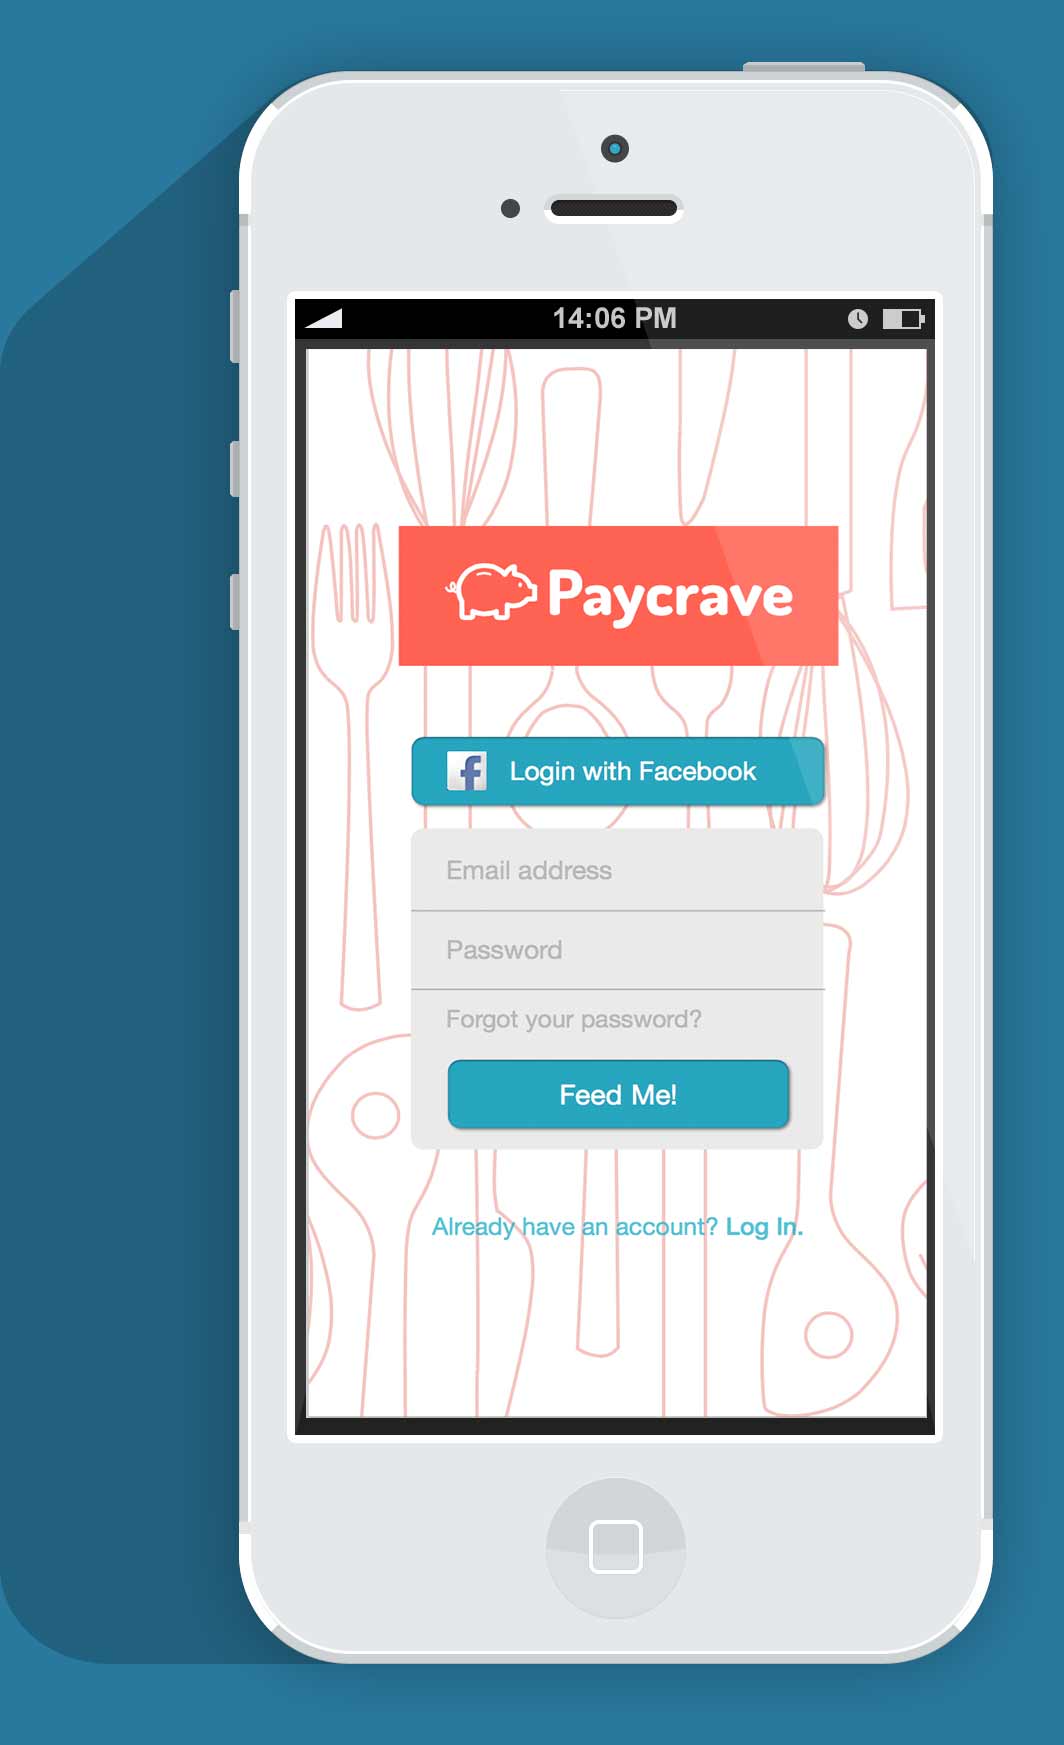 14:06 PM
Paycrave
f Login with Facebook
Email address
Password
Forgot your password?
Feed Me!
Already have an account? Log In.